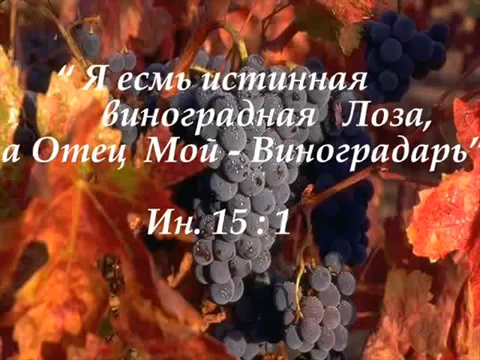 “ Я есмь истинная
виноградная Лоза,
а Отец Мой - Виноградарь”
Ин. 15 : 1